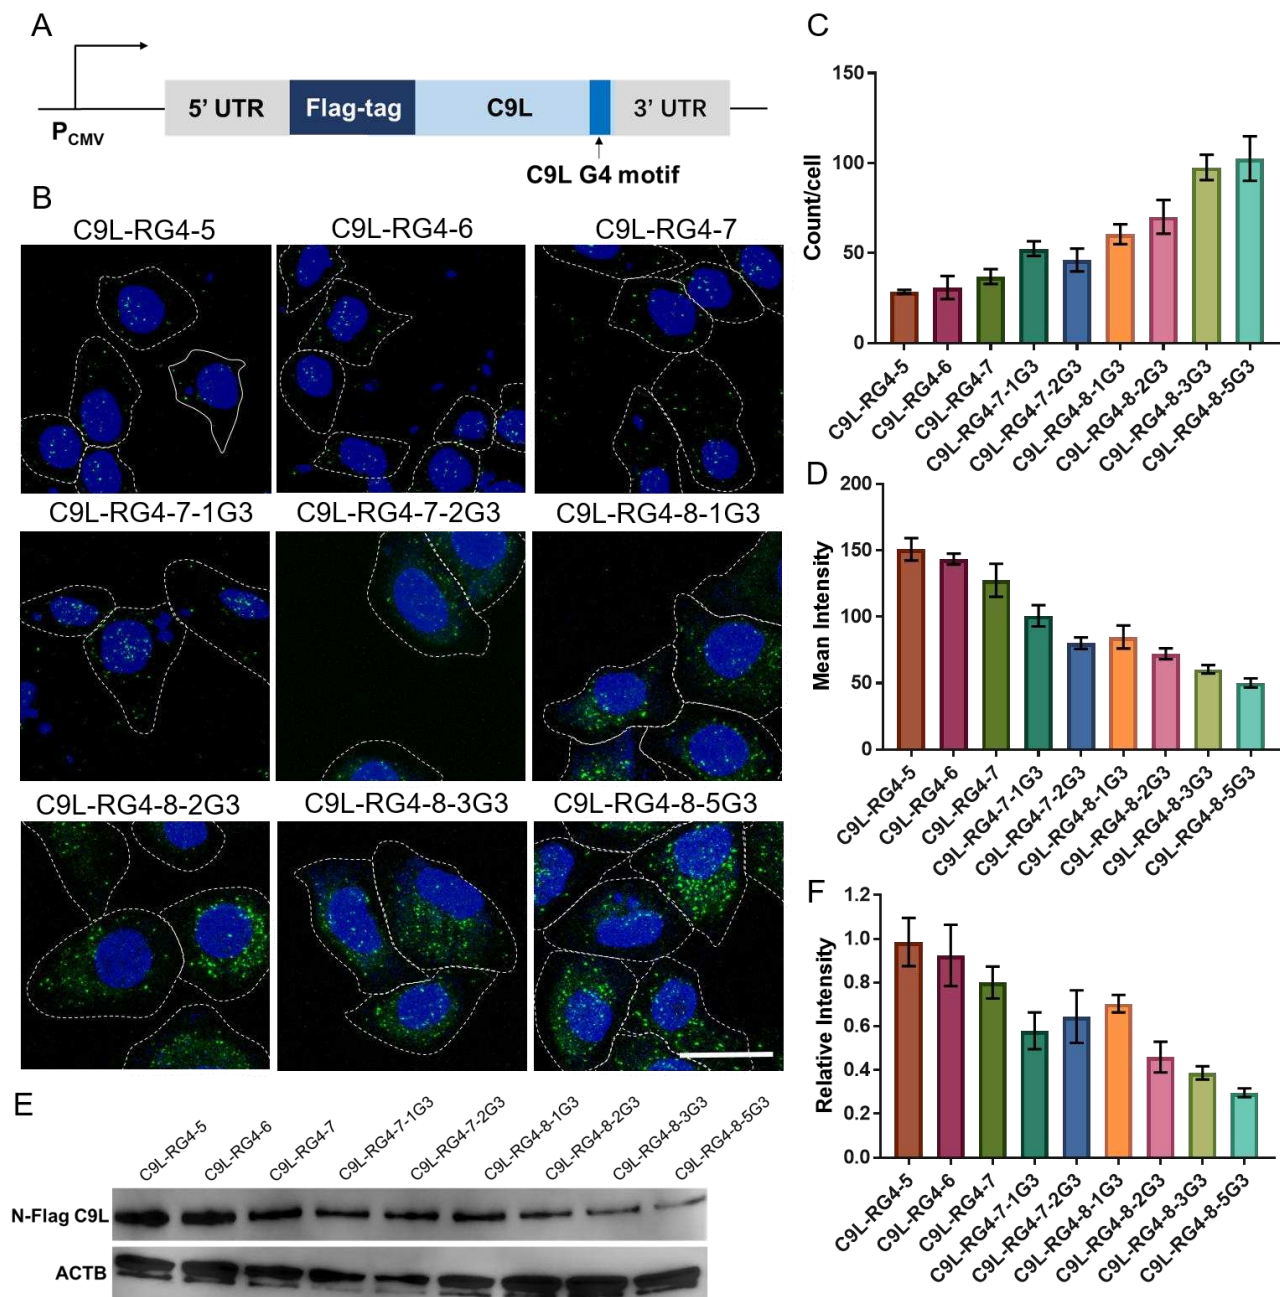 A
5' UTR
Flag-tag
C9L
3' UTR
PCMV
C9L G4 motif
B
C9L-RG4-5
C9L-RG4-6
C9L-RG4-7
C9L-RG4-7-1G3
C9L-RG4-7-2G3
C9L-RG4-8-1G3
C9L-RG4-8-2G3
C9L-RG4-8-3G3
C9L-RG4-8-5G3
C
Count/cell
150
100
50
0
C9L-RG4-5
C9L-RG4-6
C9L-RG4-7
C9L-RG4-7-1G3
C9L-RG4-7-2G3
C9L-RG4-8-1G3
C9L-RG4-8-2G3
C9L-RG4-8-3G3
C9L-RG4-8-5G3
D
Mean Intensity
200
150
100
50
0
C9L-RG4-5
C9L-RG4-6
C9L-RG4-7
C9L-RG4-7-1G3
C9L-RG4-7-2G3
C9L-RG4-8-1G3
C9L-RG4-8-2G3
C9L-RG4-8-3G3
C9L-RG4-8-5G3
E
C9L-RG4-5
C9L-RG4-6
C9L-RG4-7
C9L-RG4-7-1G3
C9L-RG4-7-2G3
C9L-RG4-8-1G3
C9L-RG4-8-2G3
C9L-RG4-8-3G3
C9L-RG4-8-5G3
N-Flag C9L
ACTB
F
Relative Intensity
1.2
1.0
0.8
0.6
0.4
0.2
0.0
C9L-RG4-5
C9L-RG4-6
C9L-RG4-7
C9L-RG4-7-1G3
C9L-RG4-7-2G3
C9L-RG4-8-1G3
C9L-RG4-8-2G3
C9L-RG4-8-3G3
C9L-RG4-8-5G3